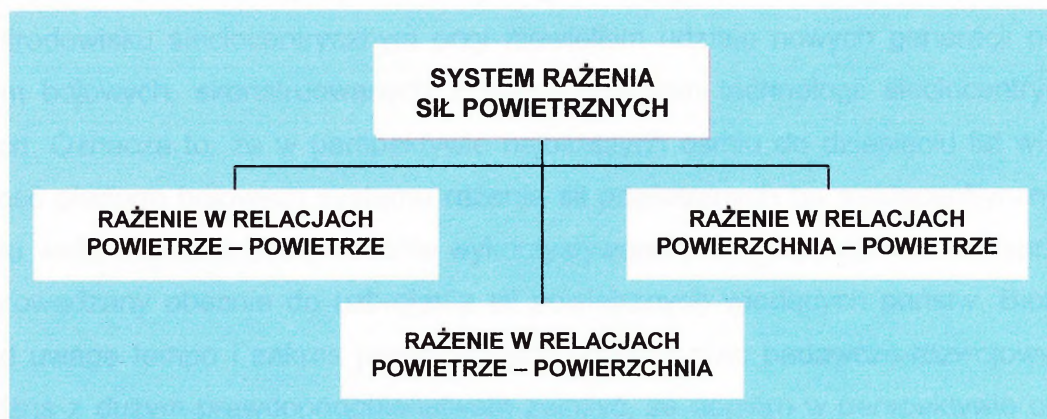 SYSTEM RAŻENIA
SIŁ POWIETRZNYCH
RAŻENIE W RELACJACH
POWIETRZE – POWIETRZE
RAŻENIE W RELACJACH
POWIERZCHNIA – POWIETRZE
RAŻENIE W RELACJACH
POWIETRZE – POWIERZCHNIA